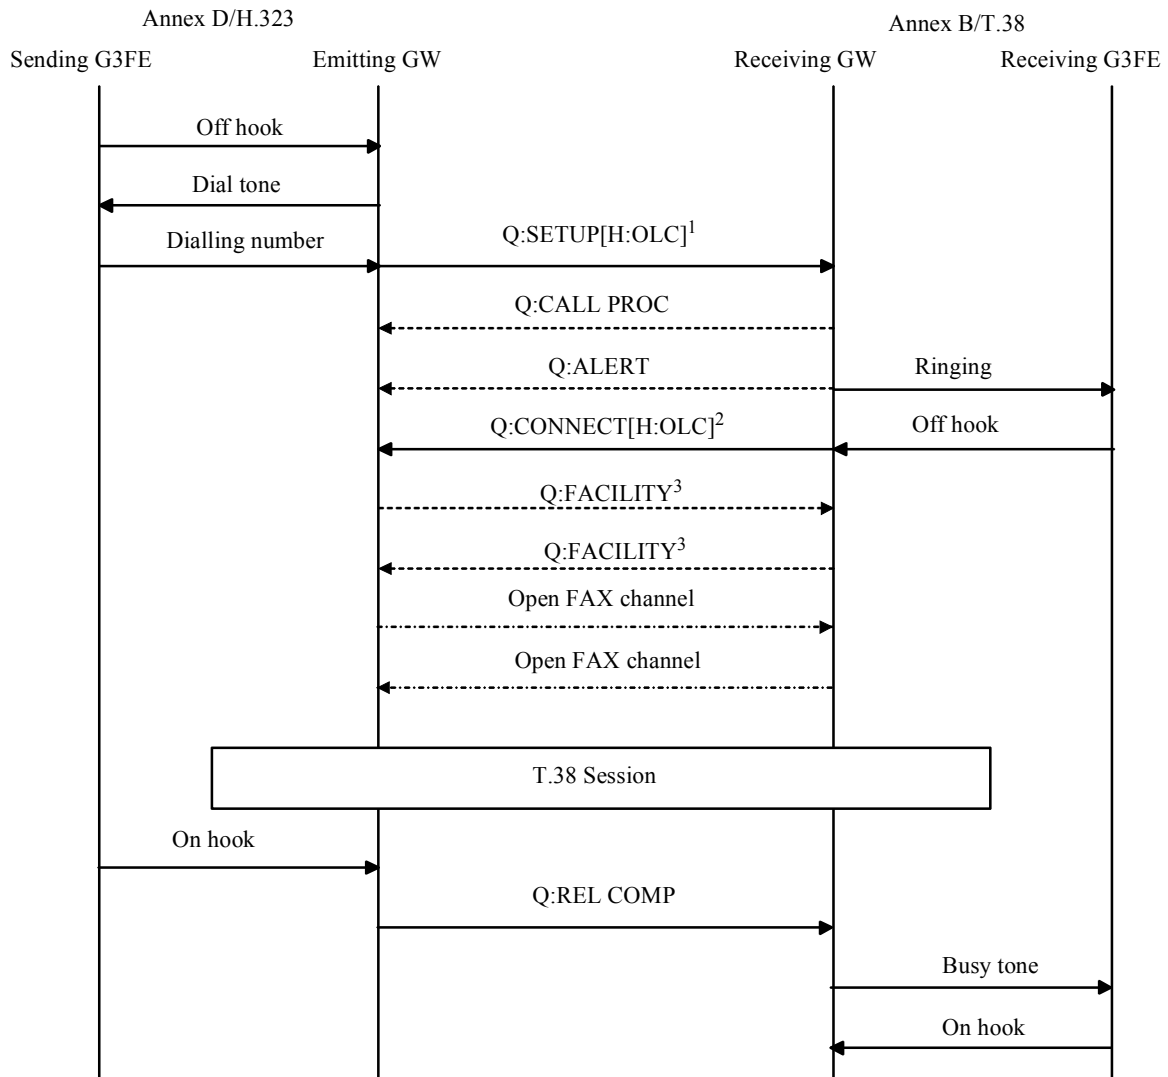 Annex D/H.323
Annex B/T.38
Sending G3FE
Emitting GW
Receiving GW
Receiving G3FE
Off hook
Dial tone
Dialling number
Q:SETUP[H:OLC]1
Q:CALL PROC
Q:ALERT
Ringing
Q:CONNECT[H:OLC]2
Off hook
Q:FACILITY3
Q:FACILITY3
Open FAX channel
Open FAX channel
T.38 Session
On hook
Q:REL COMP
Busy tone
On hook